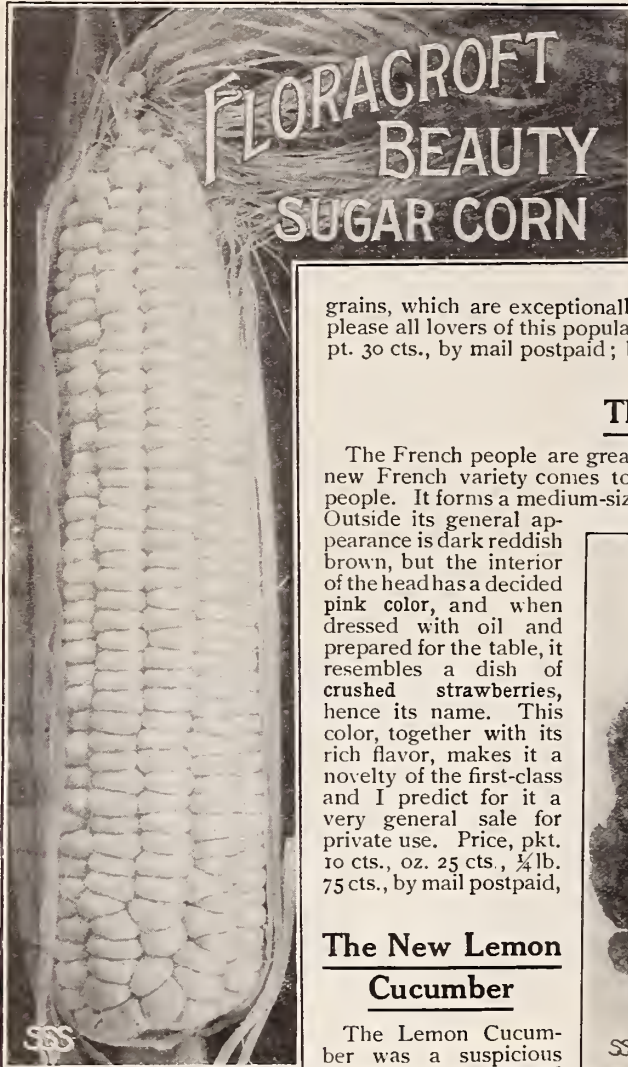 FLORACROFT
BEAUTY
SUGAR CORN
grains, which are exceptionall
please all lovers of this popula
pt. 30 cts., by mail postpaid;
Th
The French people are grea
new French variety comes to
people. It forms a medium-siz
Outside its general ap-
pearance is dark reddish
brown, but the interior
of the head has a decided
pink color, and when
dressed with oil and
prepared for the table, it
resembles a dish of
crushed strawberries,
hence its name. This
color, together with its
rich flavor, makes it a
novelty of the first-class
and I predict for it a
very general sale for
private use. Price, pkt.
10 cts., oz. 25 cts., ¼lb.
75 cts., by mail postpaid,
The New Lemon
Cucumber
The Lemon Cucum-
ber was a suspicious
SSS
SS